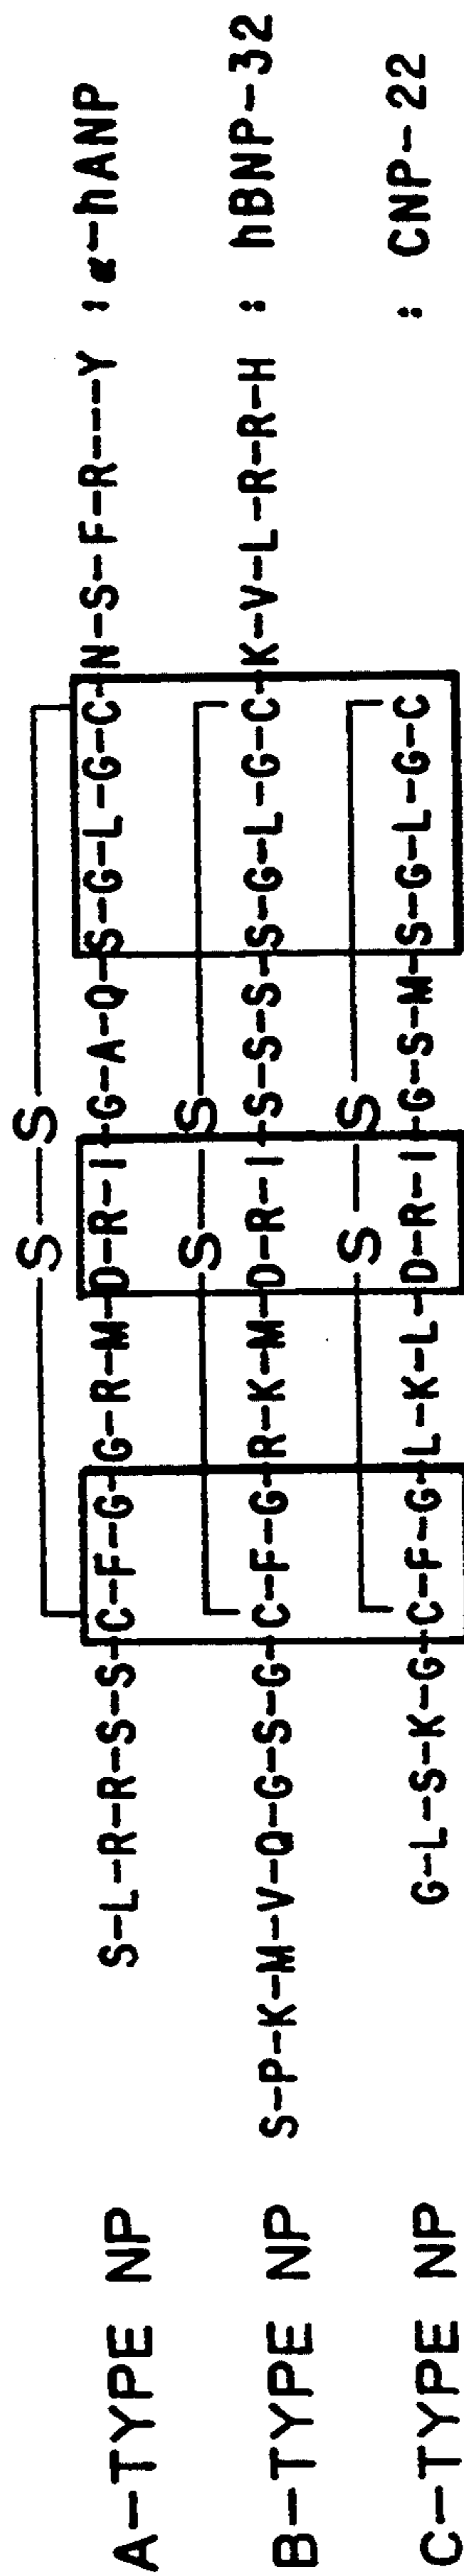 S—S
A-TYPE NP S-L-R-R-S-S-C-F-G-G-R-M-D-R-I-G-A-Q-S-G-L-G-C-N-S-F-R---Y : α-hANP
S—S
B-TYPE NP S-P-K-M-V-Q-G-S-G-C-F-G-R-K-M-D-R-I-S-S-S-S-G-L-G-C-K-V-L-R-R-H : hBNP-32
S—S
C-TYPE NP G-L-S-K-G-C-F-G-L-K-L-D-R-I-G-S-M-S-G-L-G-C : CNP-22